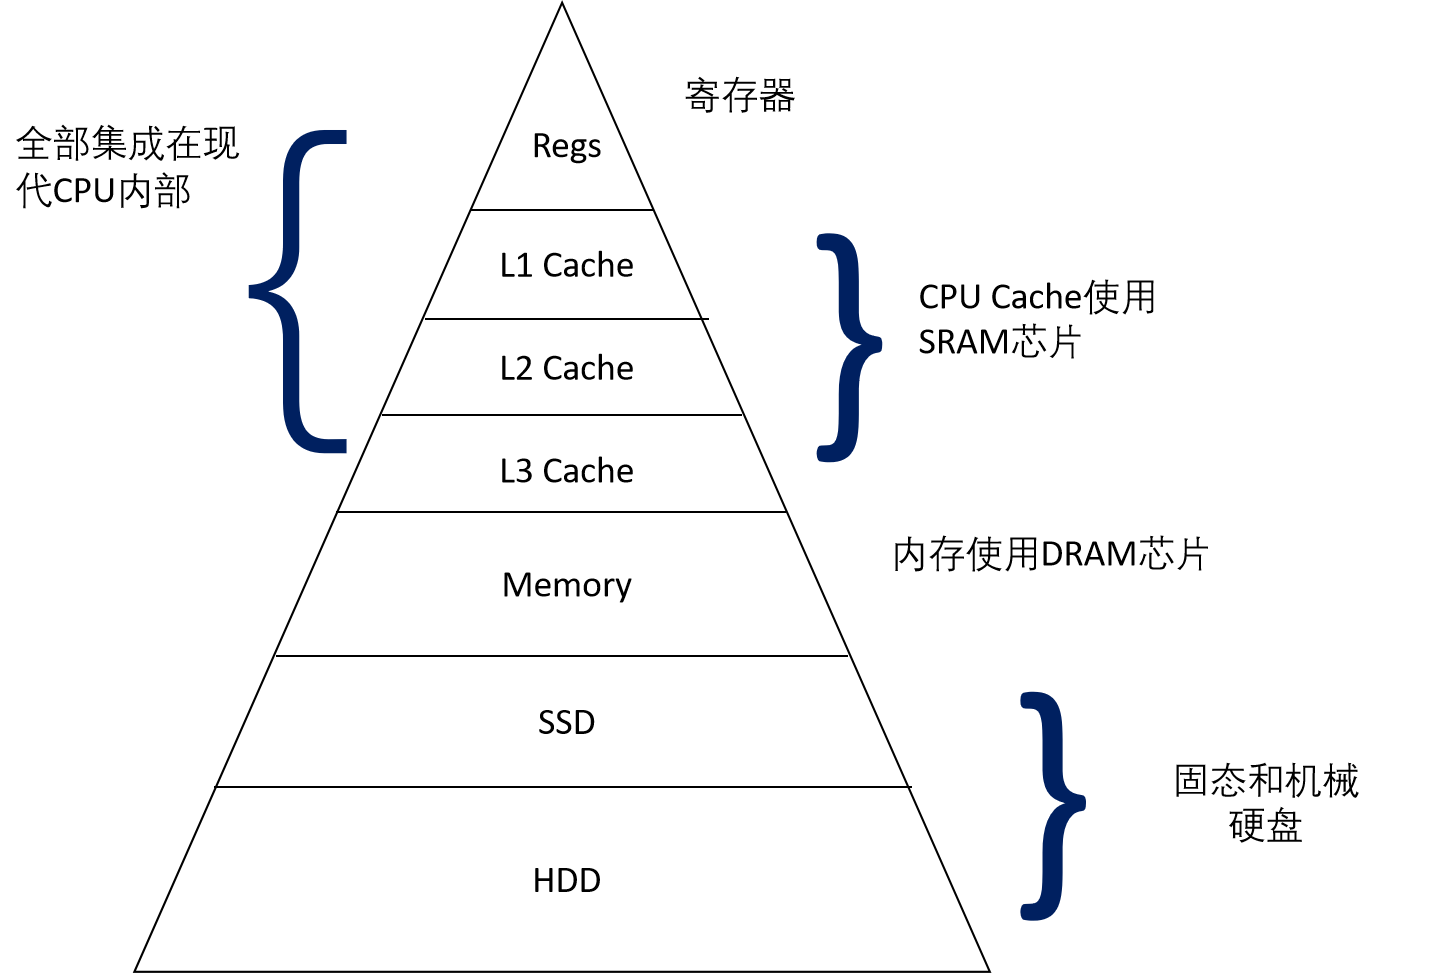 寄存器
全部集成在现
代CPU内部
Regs
L1 Cache
CPU Cache使用
SRAM芯片
L2 Cache
L3 Cache
内存使用DRAM芯片
Memory
SSD
固态和机械
硬盘
HDD